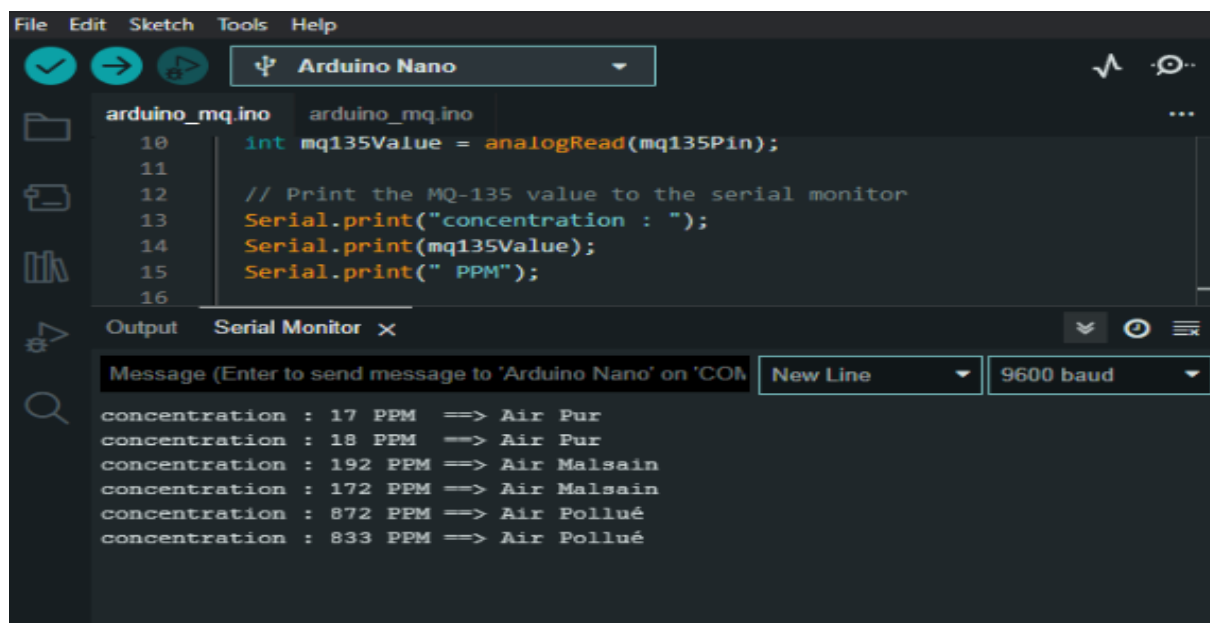 File Edit Sketch Tools Help
Arduino Nano
arduino_mq.ino arduino_mq.ino
10 int mq135Value = analogRead(mq135Pin);
11
12 // Print the MQ-135 value to the serial monitor
13 Serial.print("concentration : ");
14 Serial.print(mq135Value);
15 Serial.print(" PPM");
16
Output Serial Monitor
Message (Enter to send message to 'Arduino Nano' on 'COM
New Line
9600 baud
concentration : 17 PPM ==> Air Pur
concentration : 18 PPM ==> Air Pur
concentration : 192 PPM ==> Air Malsain
concentration : 172 PPM ==> Air Malsain
concentration : 872 PPM ==> Air Pollué
concentration : 833 PPM ==> Air Pollué